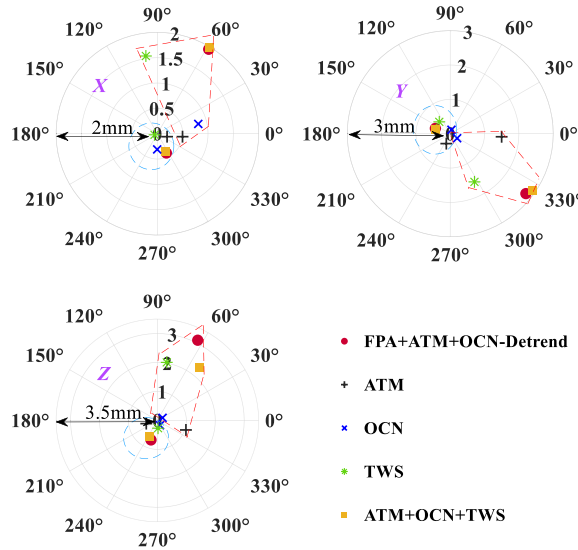 90°
120° 2 60°
1.5
150° X 1 30°
0.5
180° 2mm 0 0°
210° 330°
240° 300°
270°
90°
120° 3 60°
2
150° Y 1 30°
180° 3mm 0 0°
210° 330°
240° 300°
270°
90°
120° 3 60°
2
150° Z 1 30°
180° 3.5mm 0 0°
210° 330°
240° 300°
270°
FPA+ATM+OCN-Detrend
ATM
OCN
TWS
ATM+OCN+TWS